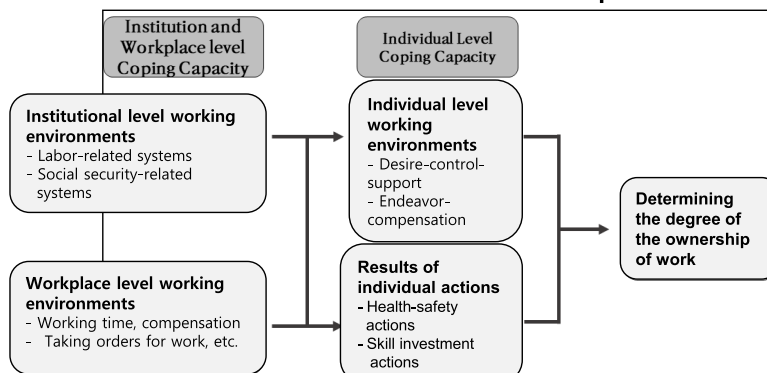 Institution and
Workplace level
Coping Capacity
Individual Level
Coping Capacity
Institutional level working
environments
- Labor-related systems
- Social security-related
systems
Individual level
working
environments
- Desire-control-
support
- Endeavor-
compensation
Determining
the degree of
the ownership
of work
Workplace level working
environments
- Working time, compensation
- Taking orders for work, etc.
Results of
individual actions
- Health-safety
actions
- Skill investment
actions